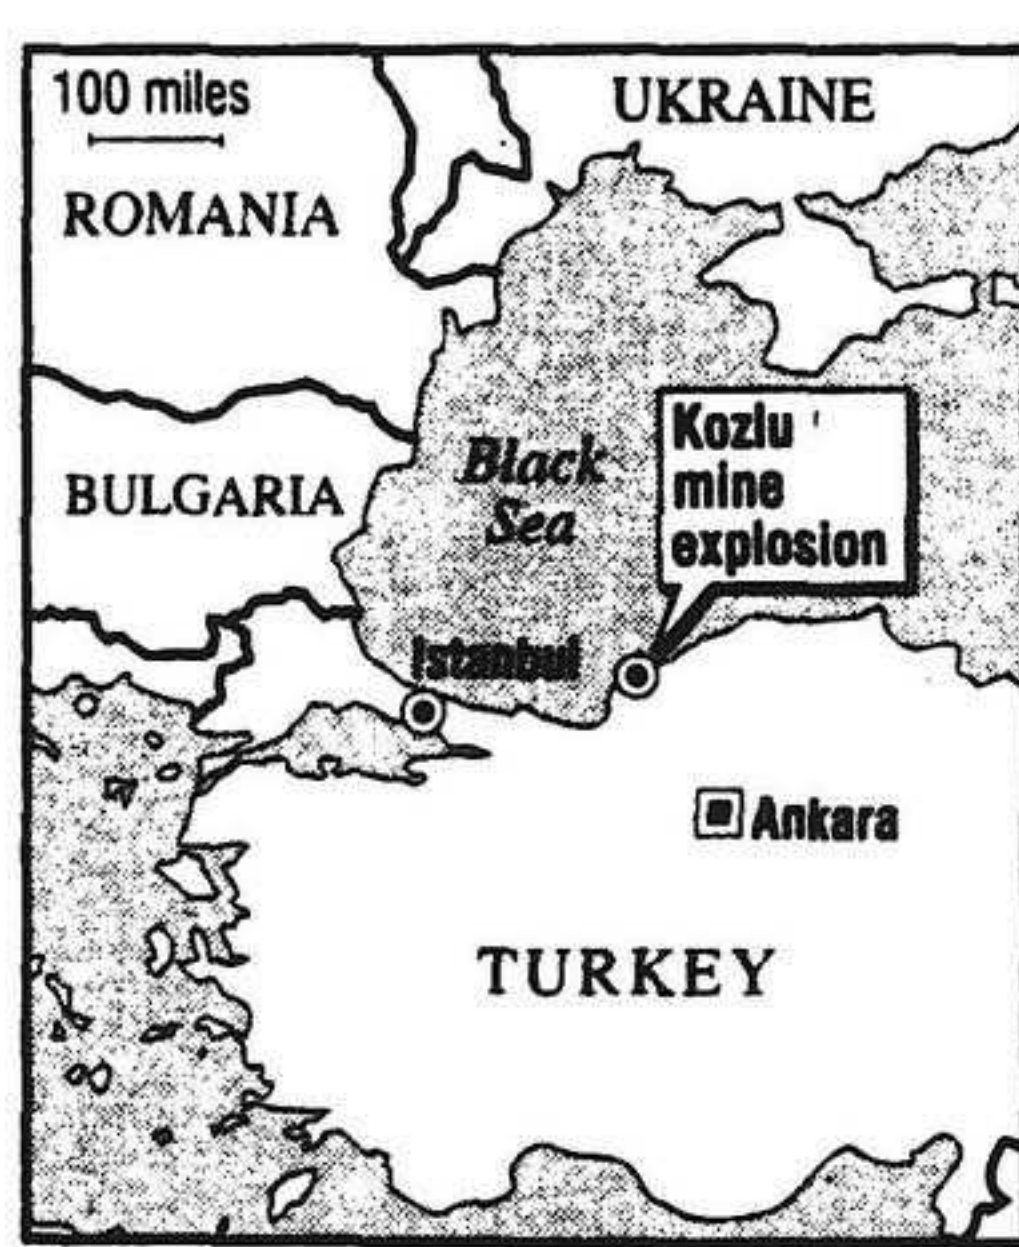 100 miles
UKRAINE
ROMANIA
Kozlu
mine
explosion
Black
Sea
BULGARIA
Istanbul
Ankara
TURKEY